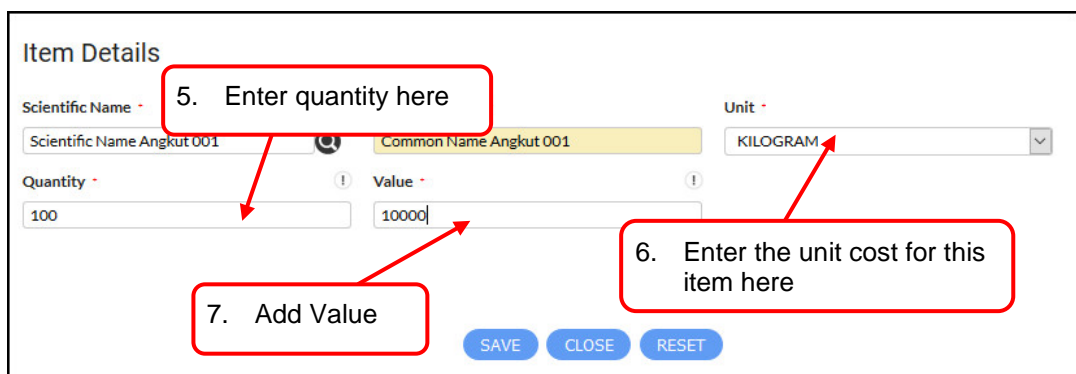 Item Details
5. Enter quantity here
Scientific Name -
Unit -
Scientific Name Angkut 001
Common Name Angkut 001
KILOGRAM
Quantity -
Value -
100
10000
6. Enter the unit cost for this
item here
7. Add Value
SAVE
CLOSE
RESET